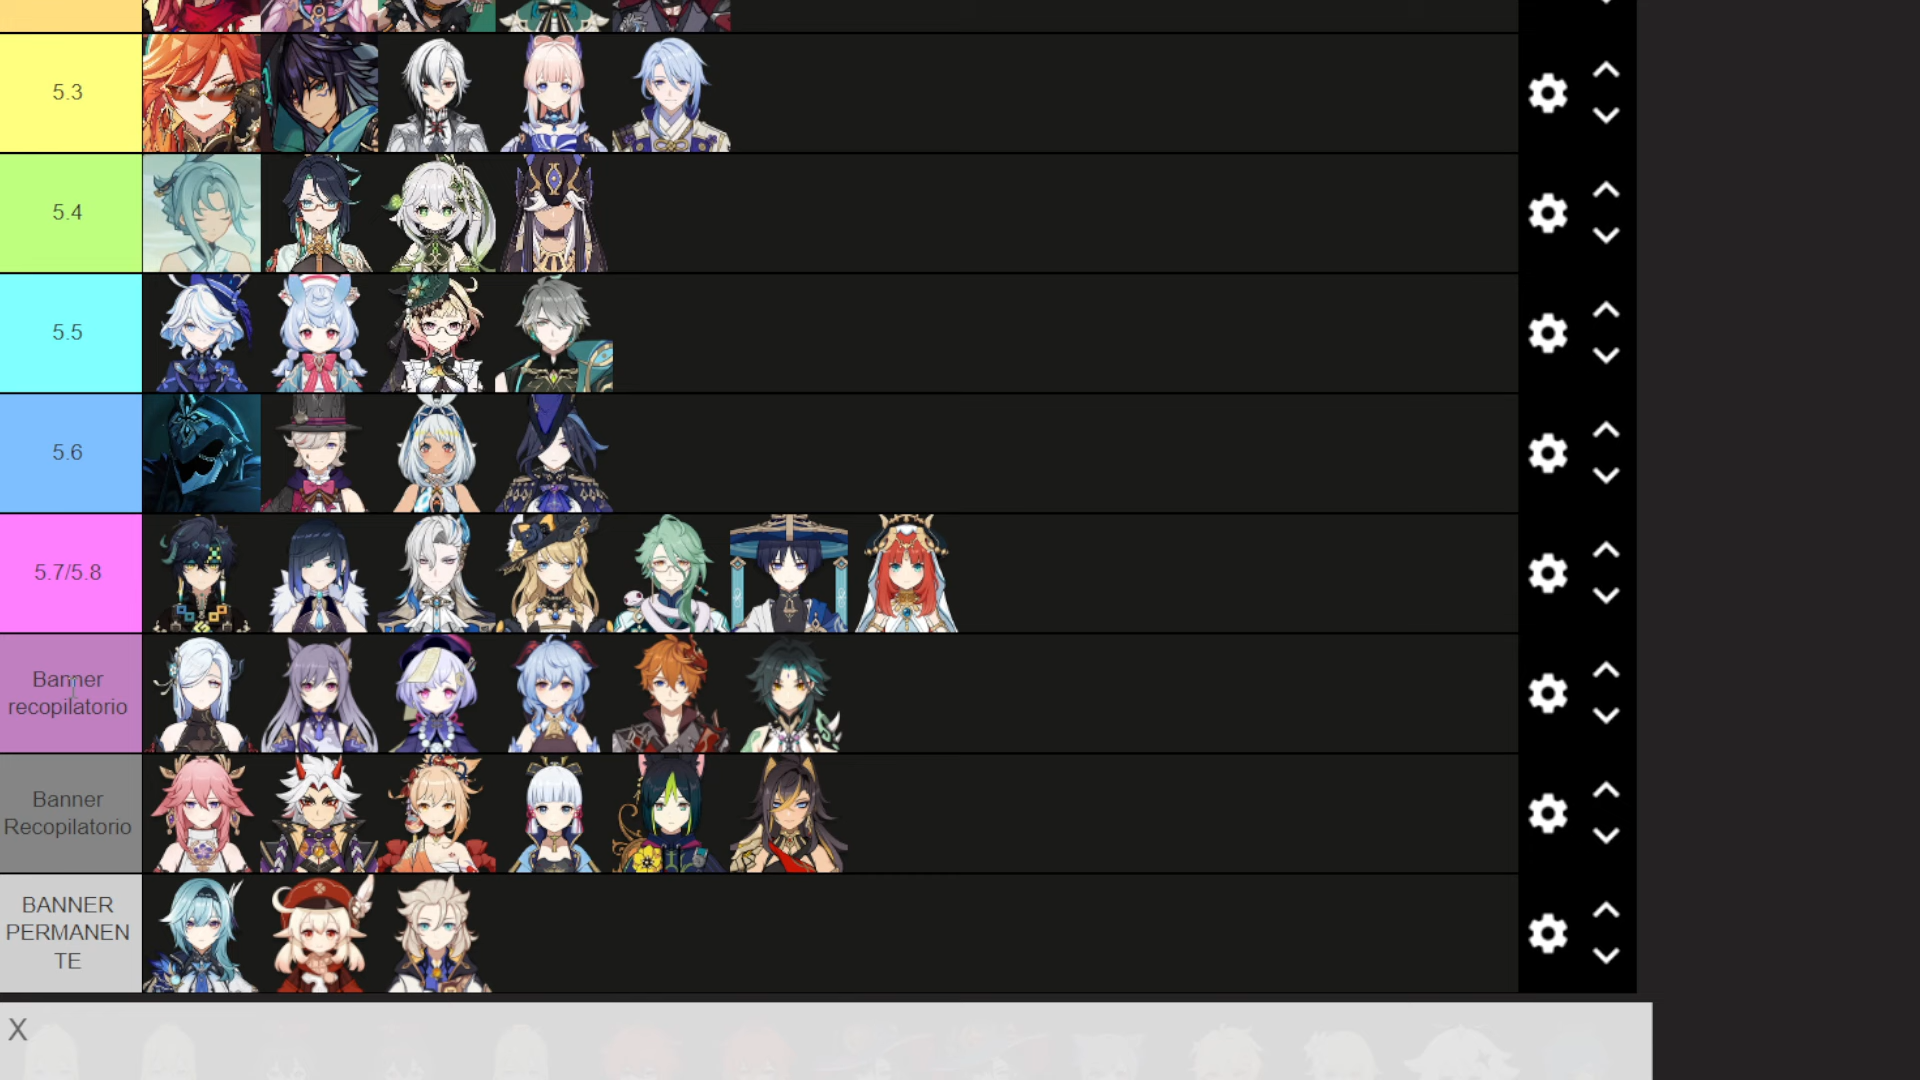 5.3
5.4
5.5
5.6
5.7/5.8
Banner
recopilatorio
Banner
Recopilatorio
BANNER
PERMANEN
TE
X